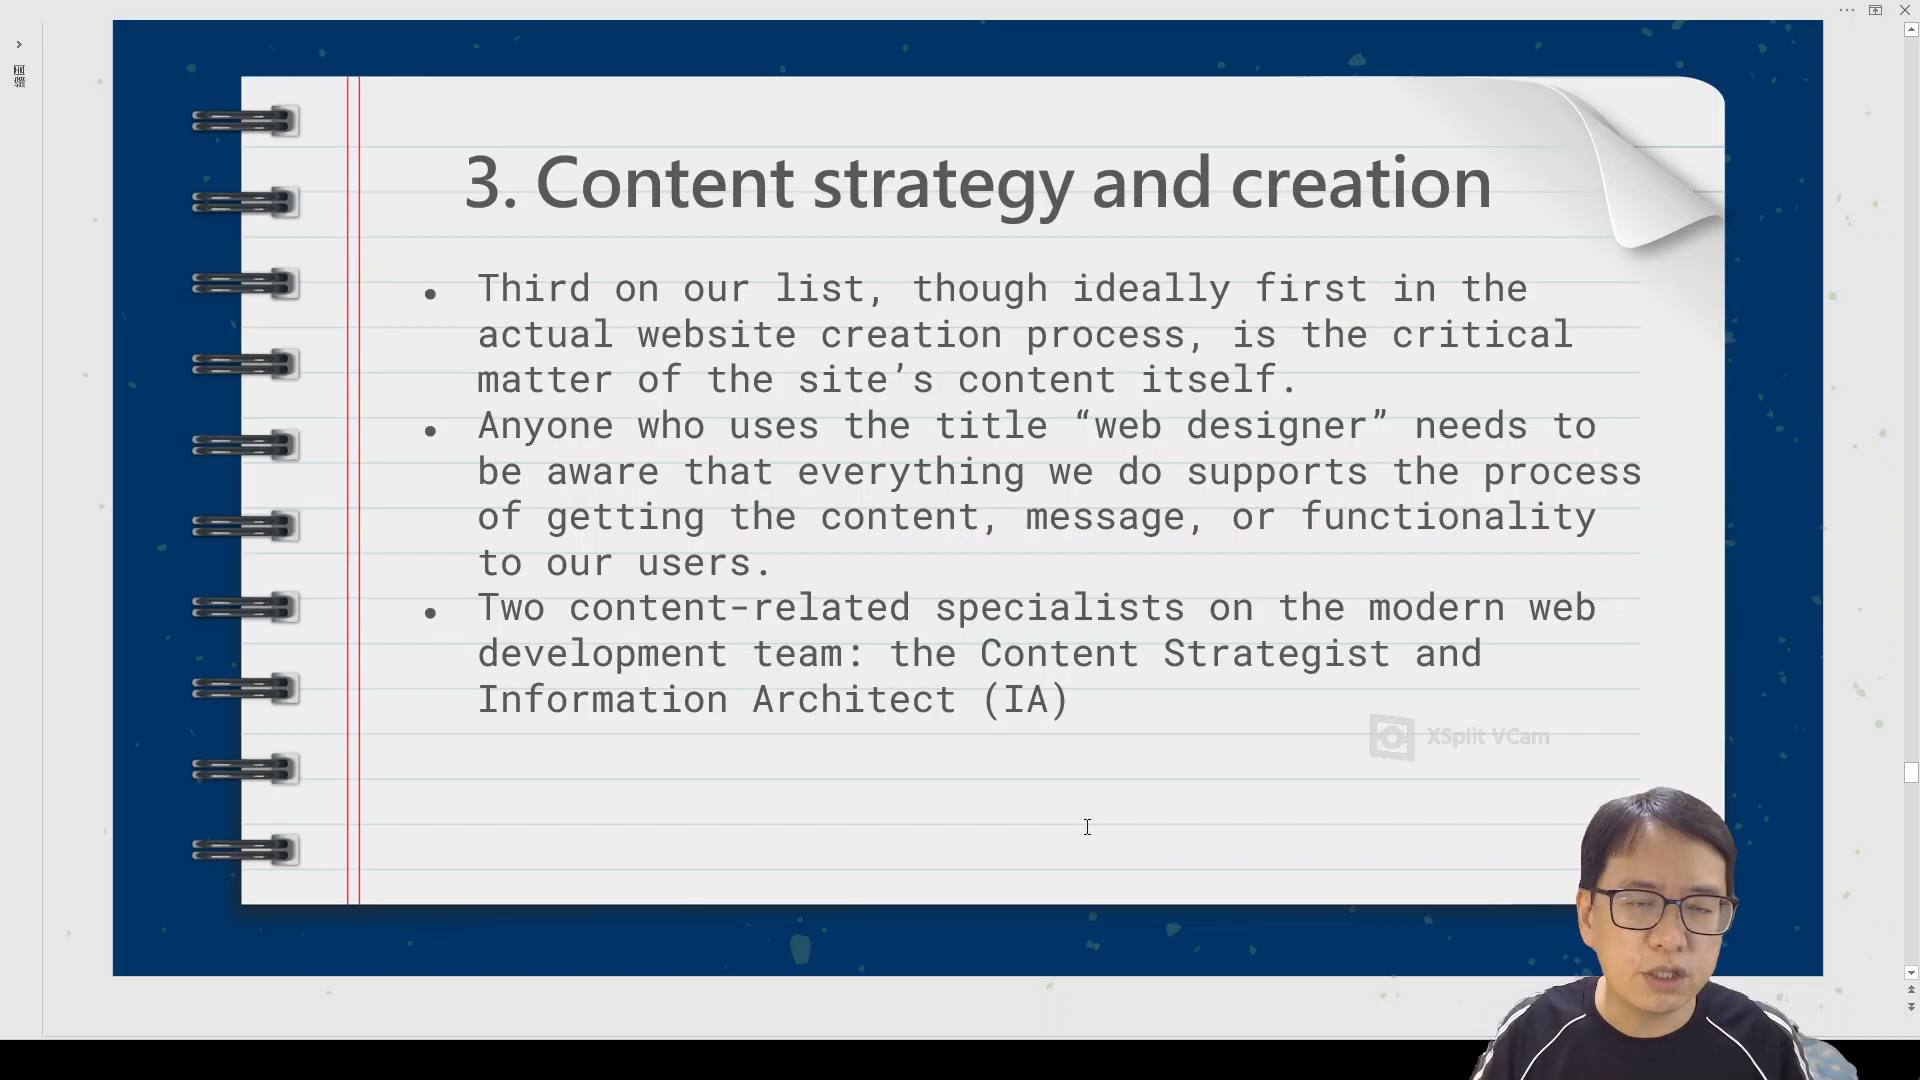 3. Content strategy and creation
• Third on our list, though ideally first in the
actual website creation process, is the critical
matter of the site’s content itself.
• Anyone who uses the title “web designer” needs to
be aware that everything we do supports the process
of getting the content, message, or functionality
to our users.
• Two content-related specialists on the modern web
development team: the Content Strategist and
Information Architect (IA)
XSplit VCam